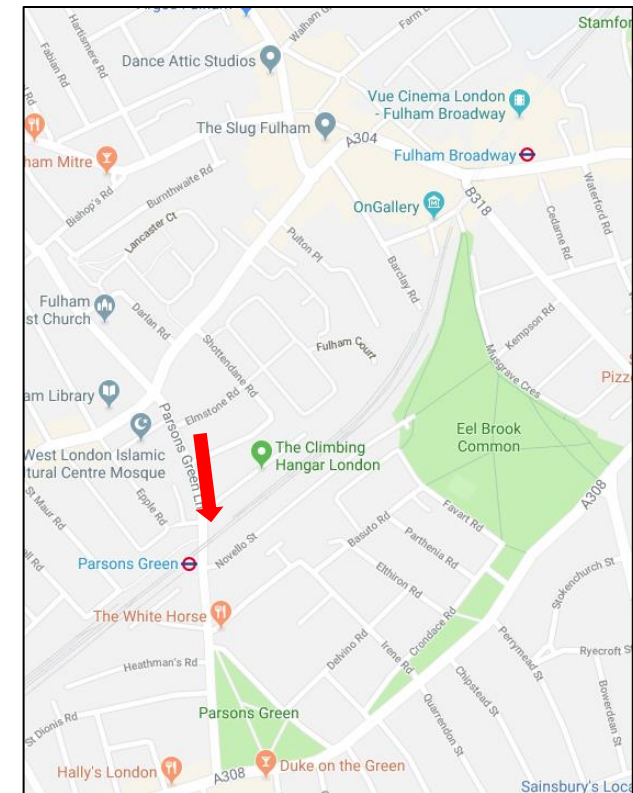 Argos Fulham
Stamfor
Hartismere Rd
Walham G
Farm
Fabian Rd
Dance Attic Studios
Rd
Vue Cinema London
- Fulham Broadway
The Slug Fulham
A304
Fulham Broadway
ham Mitre
B318
Bishop's Rd
Burnthwaite Rd
OnGallery
Waterford Rd
Cedarne Rd
Lancaster Ct
Pulton Pl
Barclay Rd
Fulham
st Church
Darlan Rd
Kempson Rd
Shottendane Rd
Fulham Court
Musgrave Cres
Pizz
am Library
Elmstone Rd
Parsons Green Ln
Eel Brook
Common
West London Islamic
tural Centre Mosque
The Climbing
Hangar London
A308
St Maur Rd
Epple Rd
Favart Rd
Basuto Rd
Parthenia Rd
Novello St
all Rd
Parsons Green
Elthiron Rd
Stokenchurch St
The White Horse
Crondace Rd
Perrymead St
Ryecroft S
Delvino Rd
Irene Rd
Heathman's Rd
Chipstead St
Quarrendon St
Bowerdean St
Parsons Green
St Dionis Rd
Hally's London
A308
Duke on the Green
Sainsbury's Loca